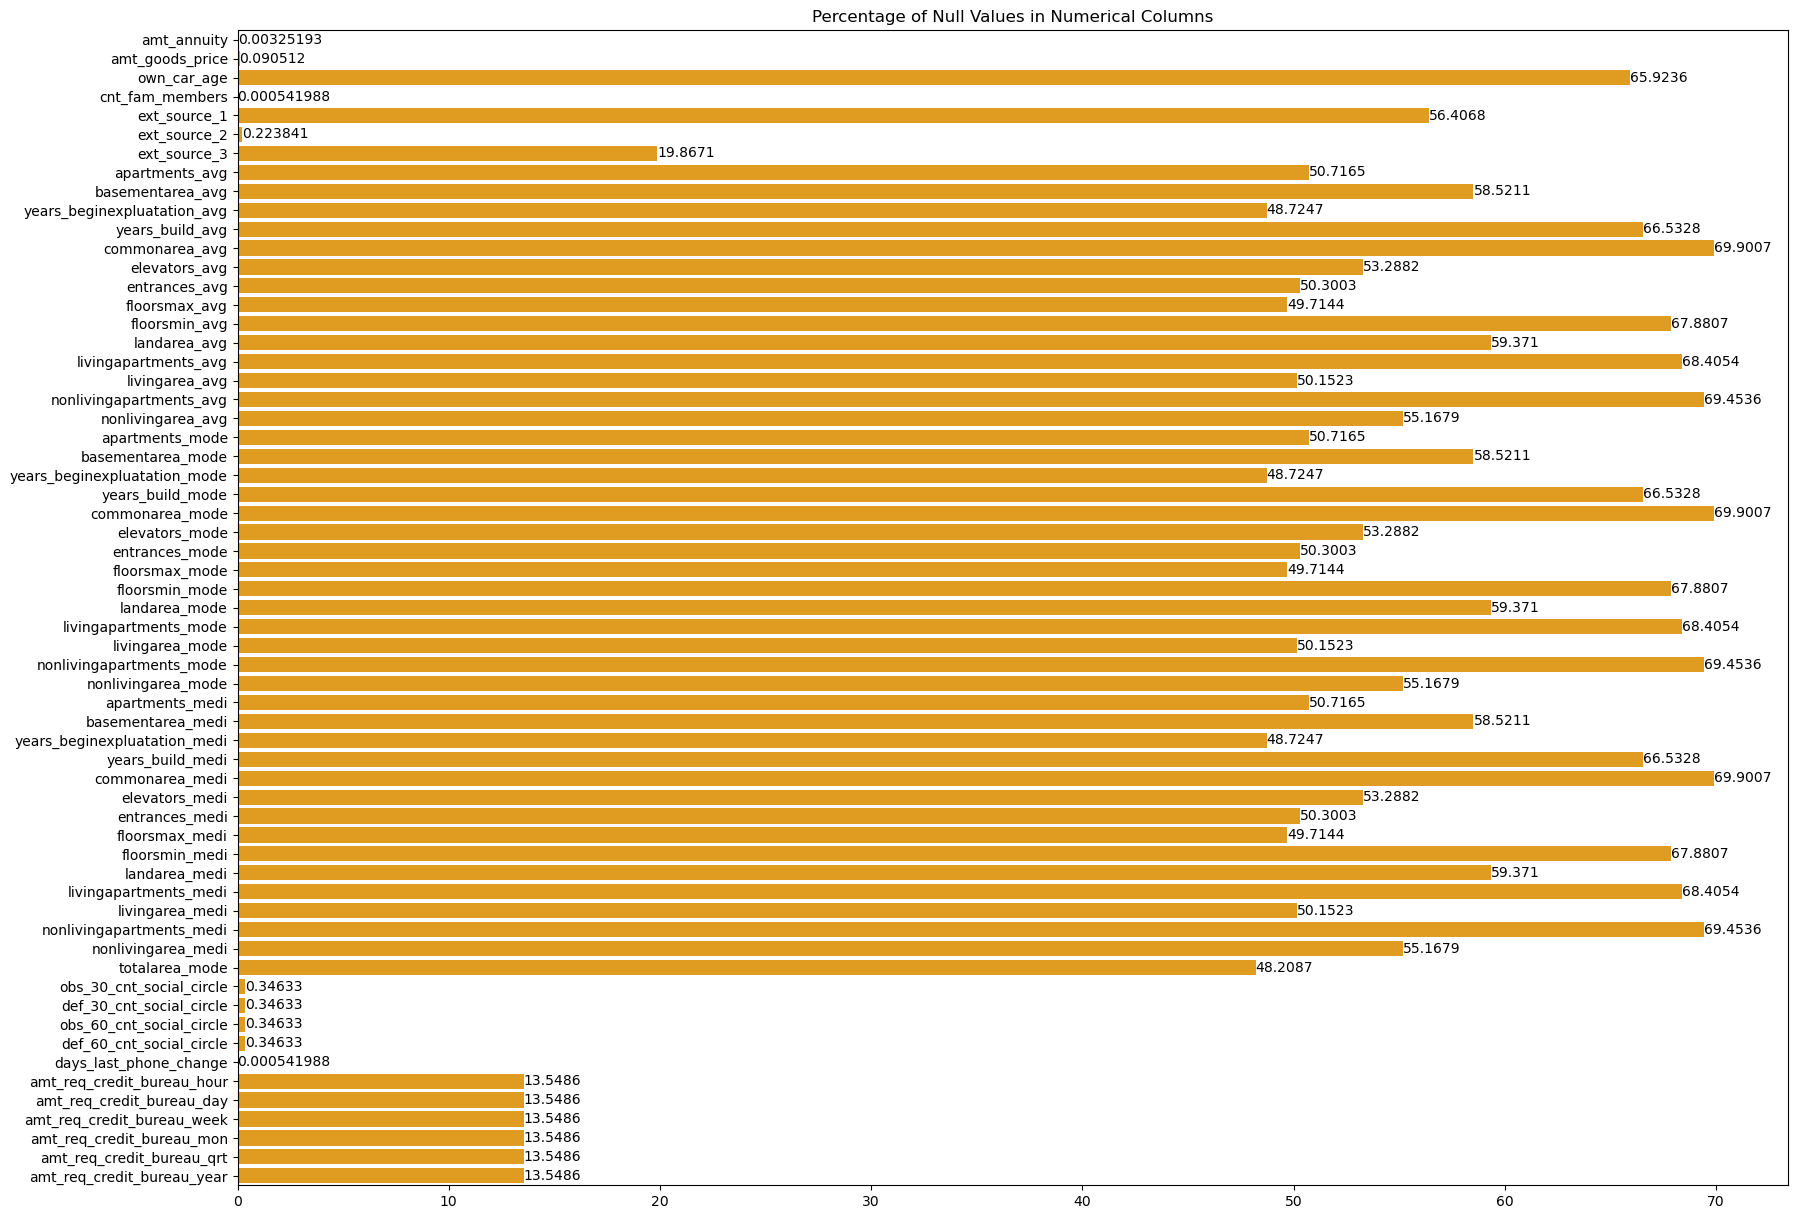 Percentage of Null Values in Numerical Columns
amt_annuity 0.00325193
amt_goods_price 0.090512
own_car_age 65.9236
cnt_fam_members 0.000541988
ext_source_1 56.4068
ext_source_2 0.223841
ext_source_3 19.8671
apartments_avg 50.7165
basementarea_avg 58.5211
years_beginexpluatation_avg 48.7247
years_build_avg 66.5328
commonarea_avg 69.9007
elevators_avg 53.2882
entrances_avg 50.3003
floorsmax_avg 49.7144
floorsmin_avg 67.8807
landarea_avg 59.371
livingapartments_avg 68.4054
livingarea_avg 50.1523
nonlivingapartments_avg 69.4536
nonlivingarea_avg 55.1679
apartments_mode 50.7165
basementarea_mode 58.5211
years_beginexpluatation_mode 48.7247
years_build_mode 66.5328
commonarea_mode 69.9007
elevators_mode 53.2882
entrances_mode 50.3003
floorsmax_mode 49.7144
floorsmin_mode 67.8807
landarea_mode 59.371
livingapartments_mode 68.4054
livingarea_mode 50.1523
nonlivingapartments_mode 69.4536
nonlivingarea_mode 55.1679
apartments_medi 50.7165
basementarea_medi 58.5211
years_beginexpluatation_medi 48.7247
years_build_medi 66.5328
commonarea_medi 69.9007
elevators_medi 53.2882
entrances_medi 50.3003
floorsmax_medi 49.7144
floorsmin_medi 67.8807
landarea_medi 59.371
livingapartments_medi 68.4054
livingarea_medi 50.1523
nonlivingapartments_medi 69.4536
nonlivingarea_medi 55.1679
totalarea_mode 48.2087
obs_30_cnt_social_circle 0.34633
def_30_cnt_social_circle 0.34633
obs_60_cnt_social_circle 0.34633
def_60_cnt_social_circle 0.34633
days_last_phone_change 0.000541988
amt_req_credit_bureau_hour 13.5486
amt_req_credit_bureau_day 13.5486
amt_req_credit_bureau_week 13.5486
amt_req_credit_bureau_mon 13.5486
amt_req_credit_bureau_qrt 13.5486
amt_req_credit_bureau_year 13.5486
0 10 20 30 40 50 60 70